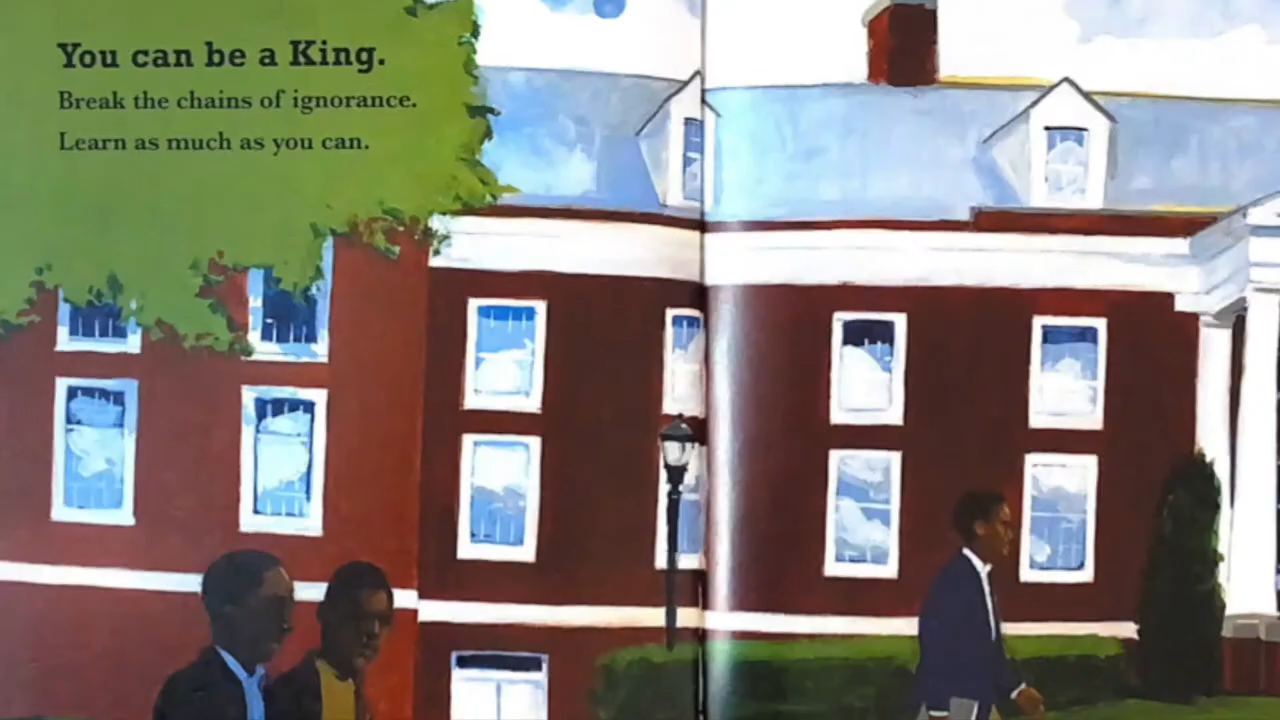 You can be a King.
Break the chains of ignorance.
Learn as much as you can.